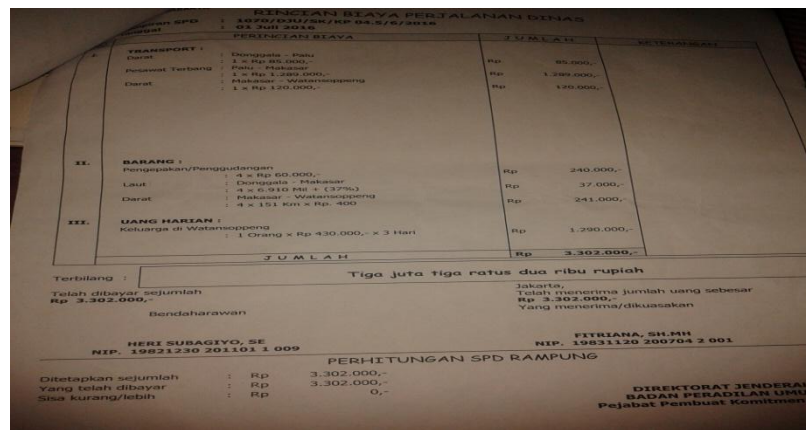 RINCIAN BIAYA PERJALANAN DINAS
Lampiran SPD : 1070/DJU/SK/KP 04.5/6/2016
Tanggal : 01 Juli 2016
PERINCIAN BIAYA JUMLAH KETERANGAN
I. TRANSPORT :
Darat : Donggala - Palu
: 1 x Rp 85.000,- Rp 85.000,-
Pesawat Terbang : Palu - Makasar
: 1 x Rp 1.289.000,- Rp 1.289.000,-
Darat : Makasar - Watansoppeng
: 1 x Rp 120.000,- Rp 120.000,-
II. BARANG :
Pengepakan/Penggudangan
: 4 x Rp 60.000,- Rp 240.000,-
Laut : Donggala - Makasar
: 4 x 6.910 Mil + (37%) Rp 37.000,-
Darat : Makasar - Watansoppeng
: 4 x 151 Km x Rp. 400 Rp 241.000,-
III. UANG HARIAN :
Keluarga di Watansoppeng
: 1 Orang x Rp 430.000,- x 3 Hari Rp 1.290.000,-
JUMLAH Rp 3.302.000,-
Terbilang : Tiga juta tiga ratus dua ribu rupiah
Telah dibayar sejumlah
Rp 3.302.000,-
Bendaharawan
HERI SUBAGIYO, SE
NIP. 19821230 201101 1 009
Jakarta,
Telah menerima jumlah uang sebesar
Rp 3.302.000,-
Yang menerima/dikuasakan
FITRIANA, SH.MH
NIP. 19831120 200704 2 001
PERHITUNGAN SPD RAMPUNG
Ditetapkan sejumlah : Rp 3.302.000,-
Yang telah dibayar : Rp 3.302.000,-
Sisa kurang/lebih : Rp 0,-
DIREKTORAT JENDERA
BADAN PERADILAN UMU
Pejabat Pembuat Komitmen